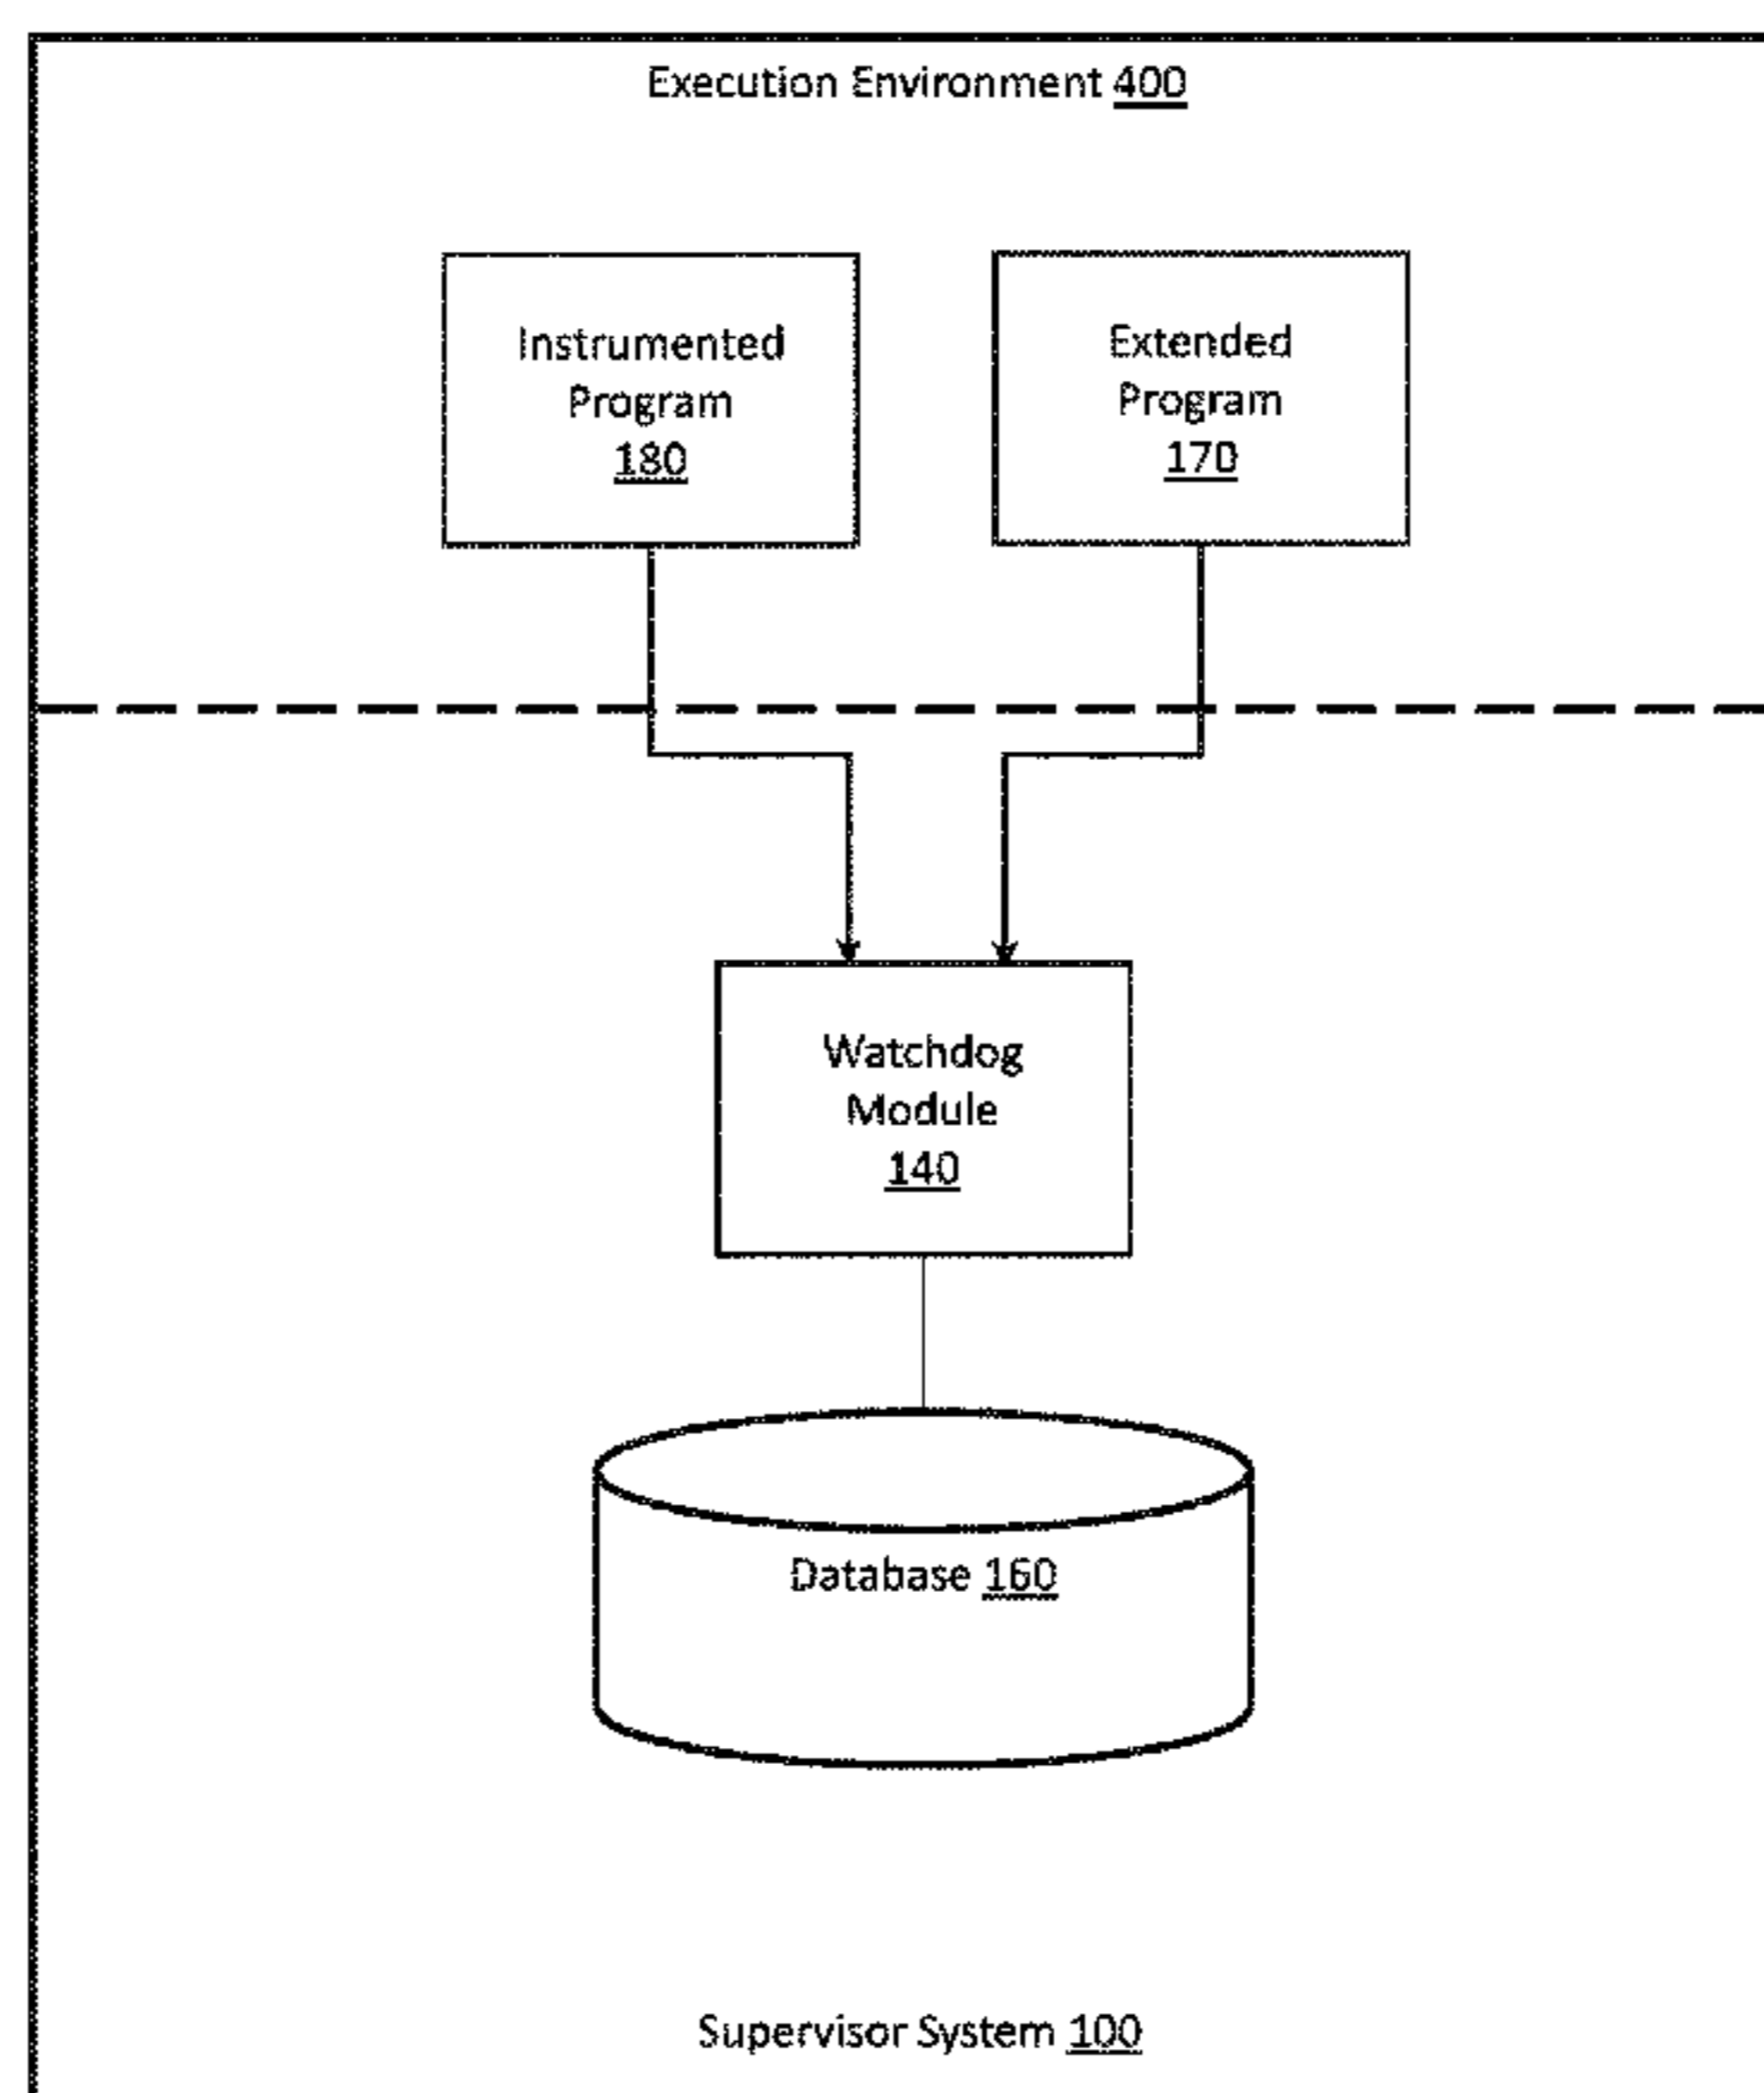 Execution Environment 400
Instrumented
Program
180
Extended
Program
170
Watchdog
Module
140
Database 160
Supervisor System 100